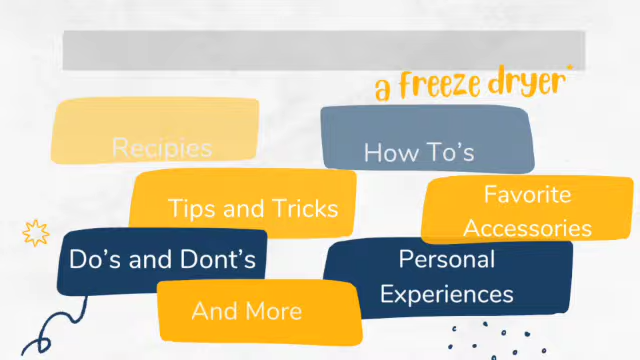 a freeze dryer*
Recipies
How To's
Tips and Tricks
Favorite
Accessories
Do's and Dont's
Personal
Experiences
And More